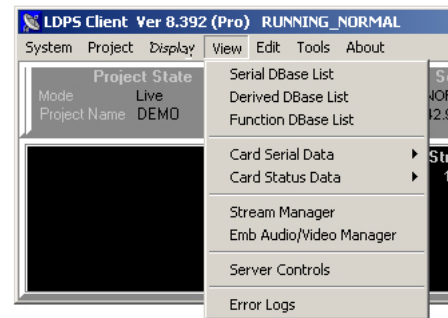 LDPS Client Ver 8.392 (Pro) RUNNING_NORMAL
System Project Display View Edit Tools About
Project State
Mode Live
Project Name DEMO
Serial DBase List
Derived DBase List
Function DBase List
Card Serial Data
Card Status Data
Stream Manager
Emb Audio/Video Manager
Server Controls
Error Logs